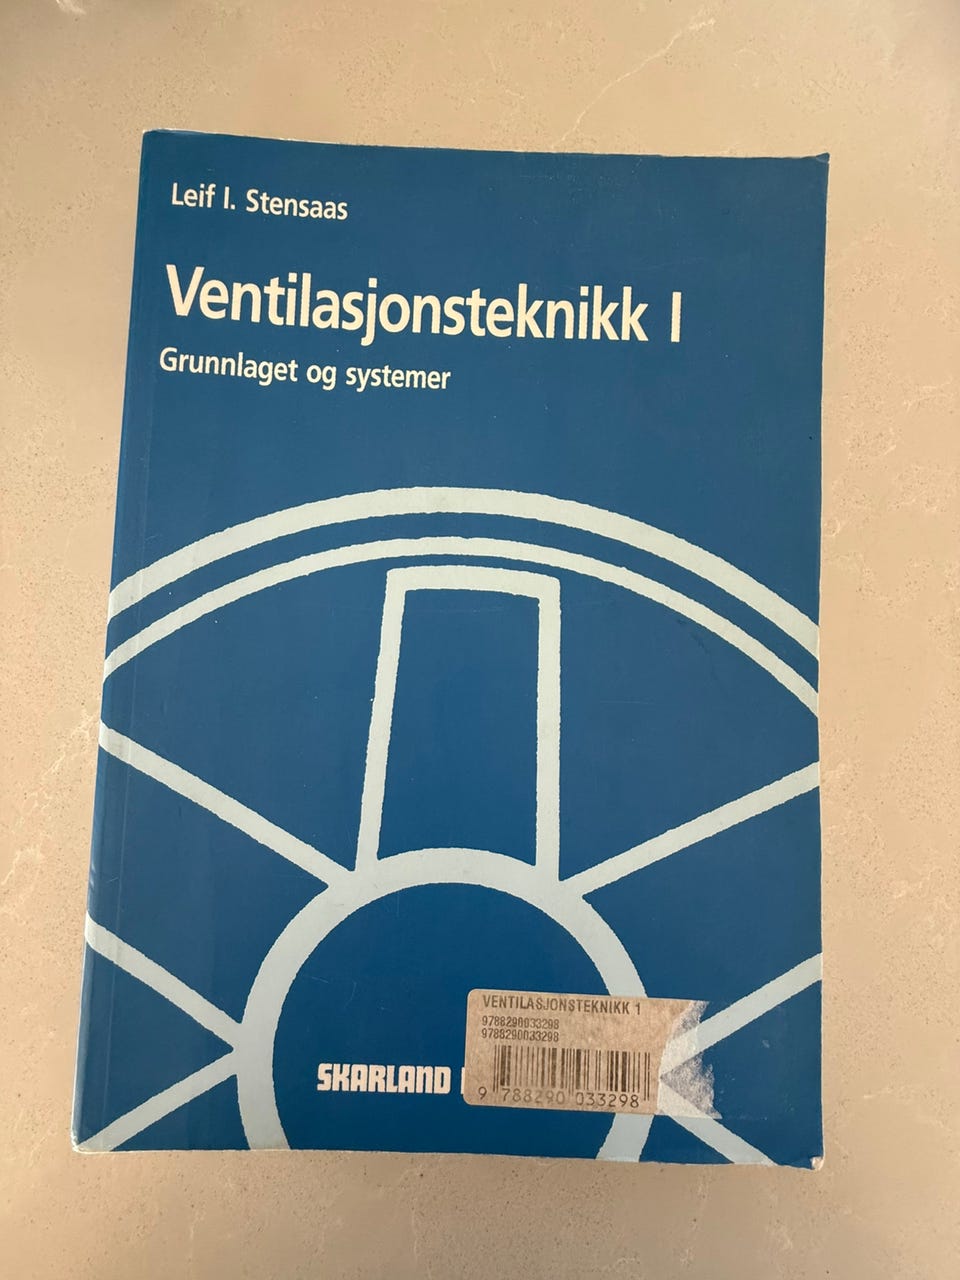 Leif I. Stensaas
Ventilasjonsteknikk I
Grunnlaget og systemer
SKARLAND
VENTILASJONSTEKNIKK 1
9788290033298
9788290033298
9 788290 033298